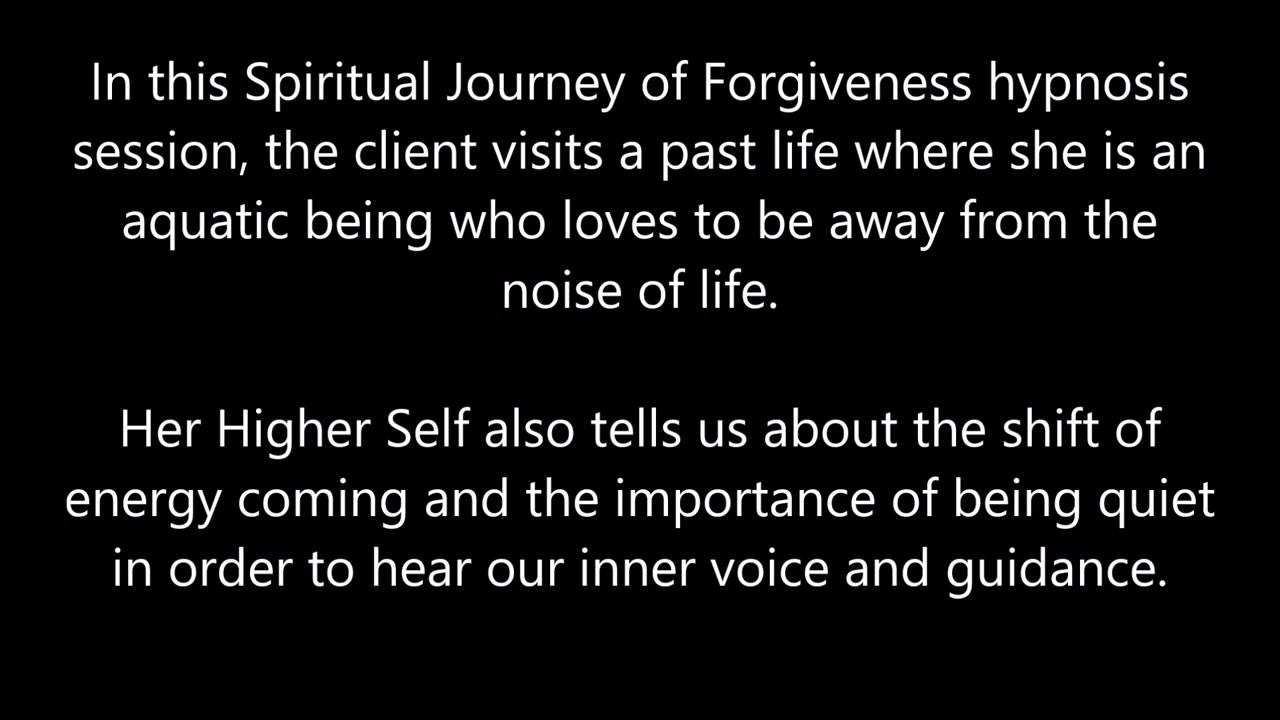 In this Spiritual Journey of Forgiveness hypnosis
session, the client visits a past life where she is an
aquatic being who loves to be away from the
noise of life.
Her Higher Self also tells us about the shift of
energy coming and the importance of being quiet
in order to hear our inner voice and guidance.